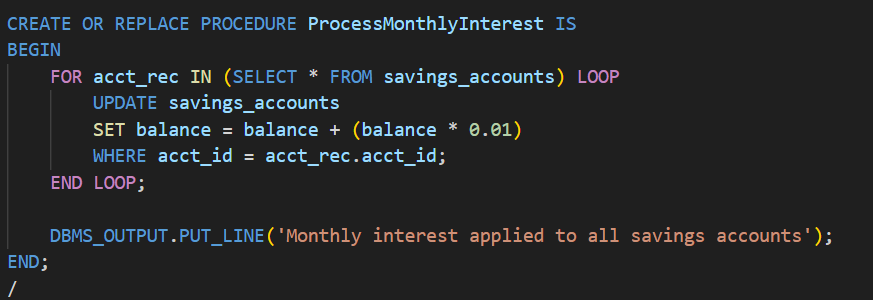 CREATE OR REPLACE PROCEDURE ProcessMonthlyInterest IS
BEGIN
    FOR acct_rec IN (SELECT * FROM savings_accounts) LOOP
        UPDATE savings_accounts
        SET balance = balance + (balance * 0.01)
        WHERE acct_id = acct_rec.acct_id;
    END LOOP;

    DBMS_OUTPUT.PUT_LINE('Monthly interest applied to all savings accounts');
END;
/